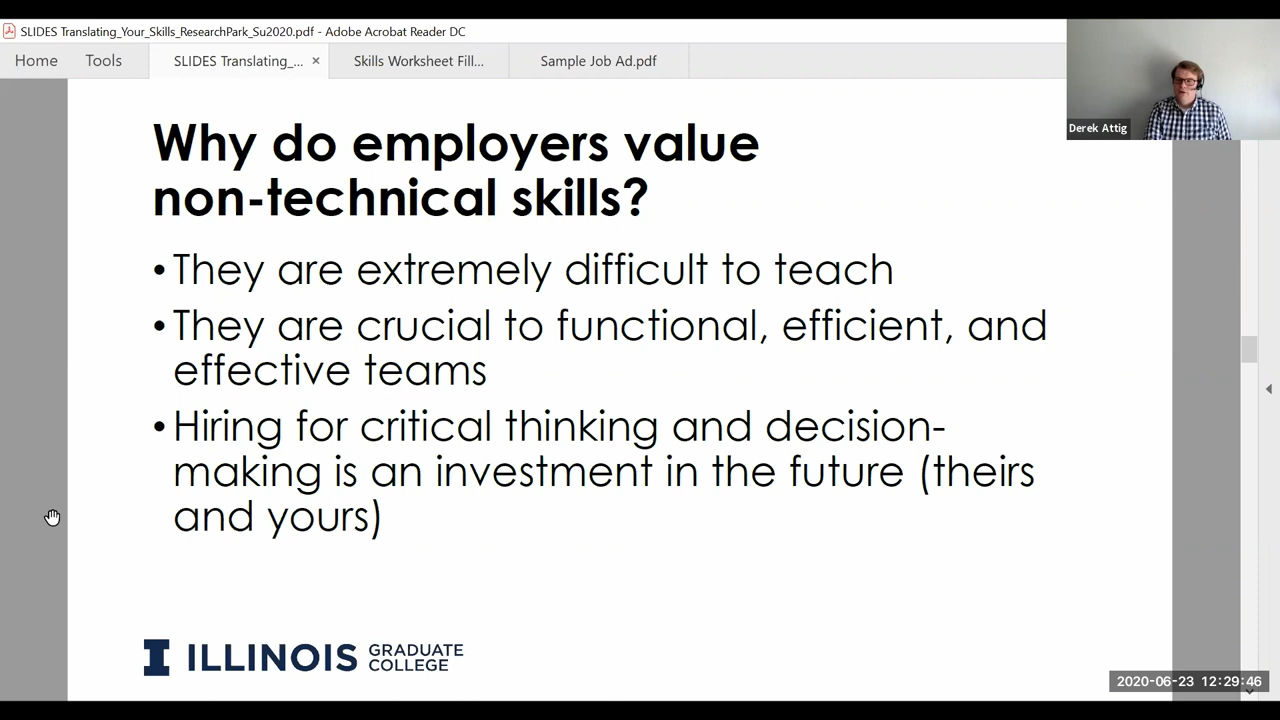 SLIDES Translating_Your_Skills_ResearchPark_Su2020.pdf - Adobe Acrobat Reader DC
Home Tools SLIDES Translating_... × Skills Worksheet Fill... Sample Job Ad.pdf
Derek Attig
Why do employers value
non-technical skills?
• They are extremely difficult to teach
• They are crucial to functional, efficient, and
effective teams
• Hiring for critical thinking and decision-
making is an investment in the future (theirs
and yours)
I ILLINOIS GRADUATE
COLLEGE
2020-06-23 12:29:46